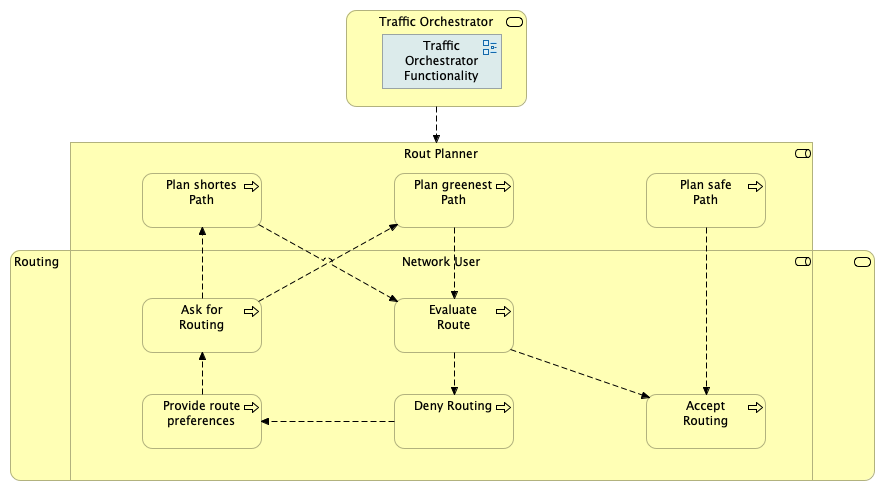 Traffic Orchestrator
Traffic
Orchestrator
Functionality
Rout Planner
Plan shortes
Path
Plan greenest
Path
Plan safe
Path
Routing
Network User
Ask for
Routing
Evaluate
Route
Provide route
preferences
Deny Routing
Accept
Routing